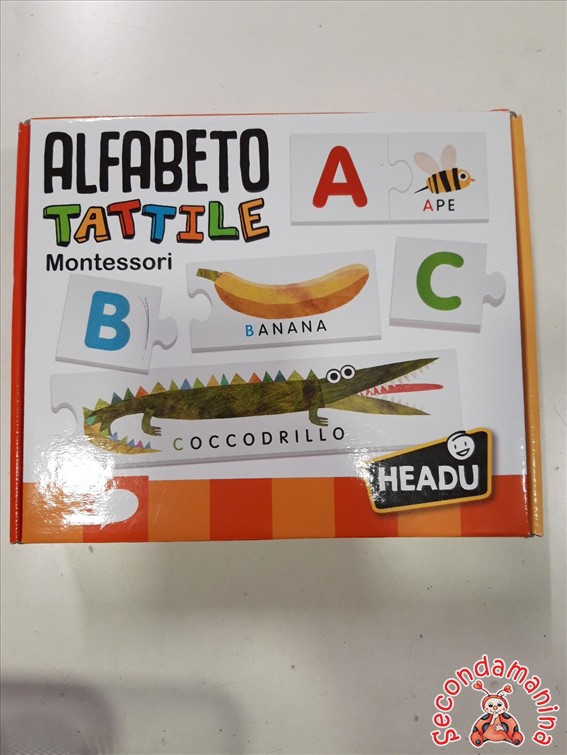 ALFABETO
TATTILE
Montessori
A
APE
B
BANANA
C
COCCODRILLO
HEADU
Secondamanina